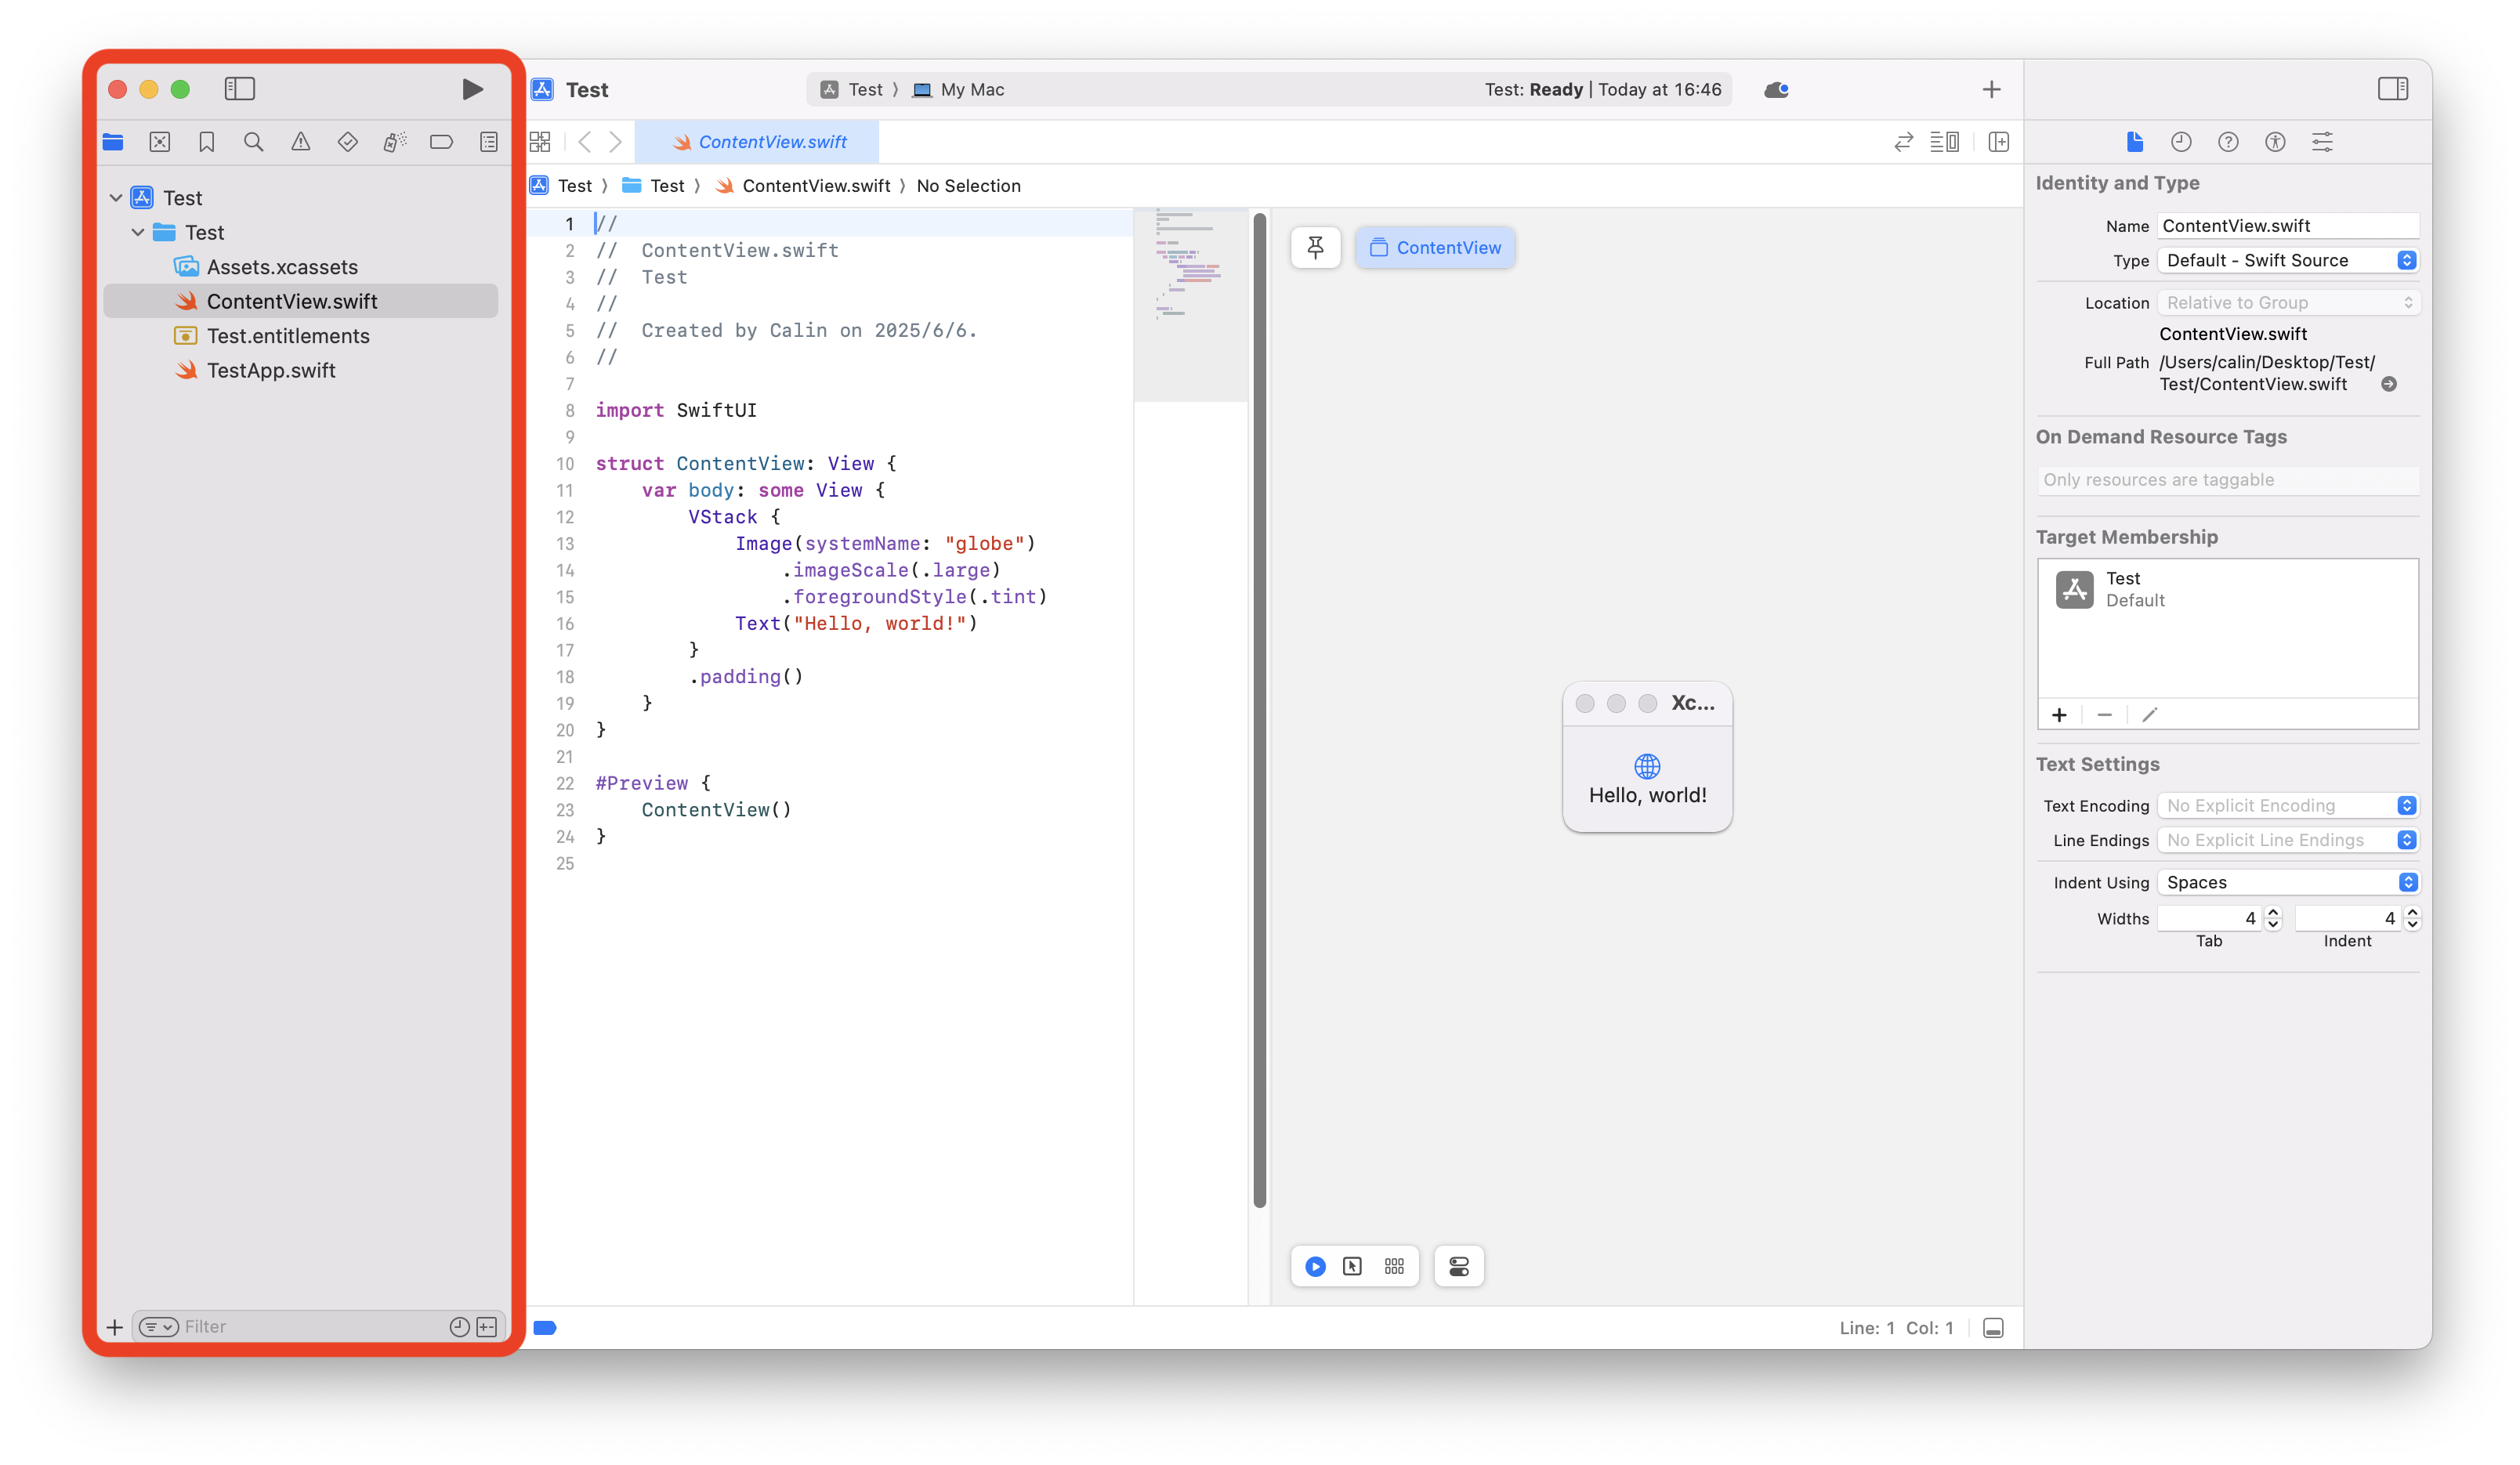 Test
Test
My Mac
Test: Ready | Today at 16:46
ContentView.swift
Test
Test
Assets.xcassets
ContentView.swift
Test.entitlements
TestApp.swift
Filter
Test
Test
ContentView.swift
No Selection
1 //
2 //  ContentView.swift
3 //  Test
4 //
5 //  Created by Calin on 2025/6/6.
6 //
7
8 import SwiftUI
9
10 struct ContentView: View {
11     var body: some View {
12         VStack {
13             Image(systemName: "globe")
14                 .imageScale(.large)
15                 .foregroundStyle(.tint)
16             Text("Hello, world!")
17         }
18         .padding()
19     }
20 }
21
22 #Preview {
23     ContentView()
24 }
25
ContentView
Xc...
Hello, world!
Line: 1  Col: 1
Identity and Type
Name ContentView.swift
Type Default - Swift Source
Location Relative to Group
ContentView.swift
Full Path /Users/calin/Desktop/Test/
Test/ContentView.swift
On Demand Resource Tags
Only resources are taggable
Target Membership
Test
Default
Text Settings
Text Encoding No Explicit Encoding
Line Endings No Explicit Line Endings
Indent Using Spaces
Widths 4 4
Tab Indent